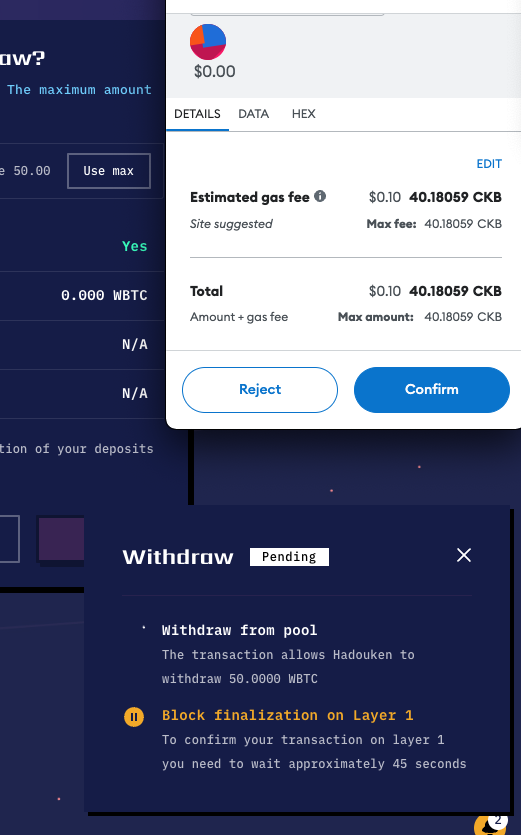 aw?
The maximum amount
e 50.00
Use max
Yes
0.000 WBTC
N/A
N/A
tion of your deposits
$0.00
DETAILS DATA HEX
EDIT
Estimated gas fee $0.10 40.18059 CKB
Site suggested Max fee: 40.18059 CKB
Total $0.10 40.18059 CKB
Amount + gas fee Max amount: 40.18059 CKB
Reject Confirm
Withdraw Pending
Withdraw from pool
The transaction allows Hadouken to
withdraw 50.0000 WBTC
Block finalization on Layer 1
To confirm your transaction on layer 1
you need to wait approximately 45 seconds
2